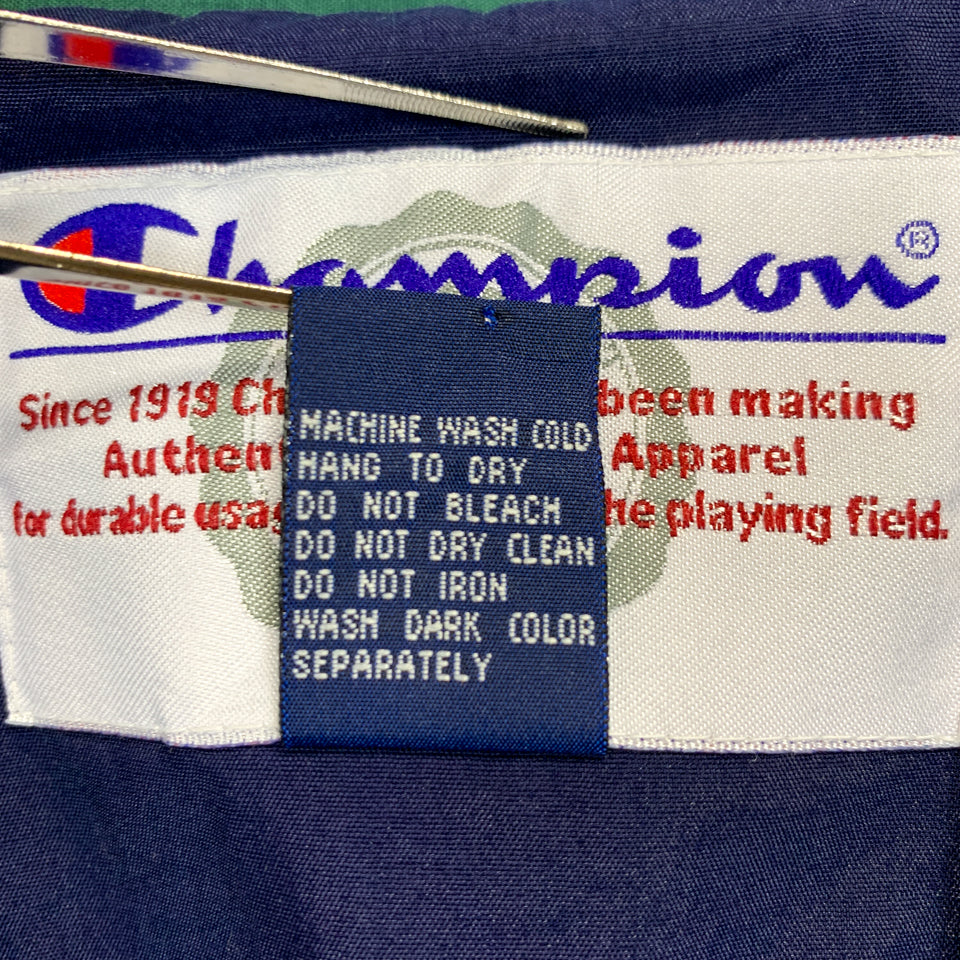 Champion®
Since 1919 Ch been making
Authent Apparel
for durable usag he playing field.
MACHINE WASH COLD
HANG TO DRY
DO NOT BLEACH
DO NOT DRY CLEAN
DO NOT IRON
WASH DARK COLOR
SEPARATELY